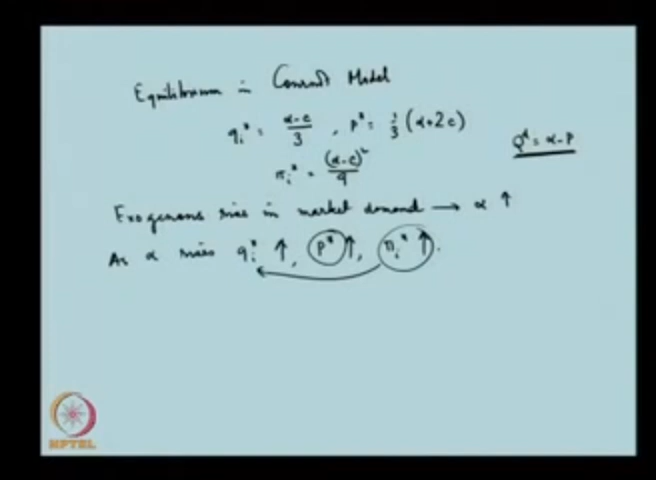 Equilibrium in Cournot Model
qᵢ* = (α-c)/3 , p* = 1/3 (α+2c)
Qᵈ = α-p
πᵢ* = (α-c)²/9
Exogenous rise in market demand → α ↑
As α rises qᵢ* ↑, p* ↑, πᵢ* ↑.
NPTEL